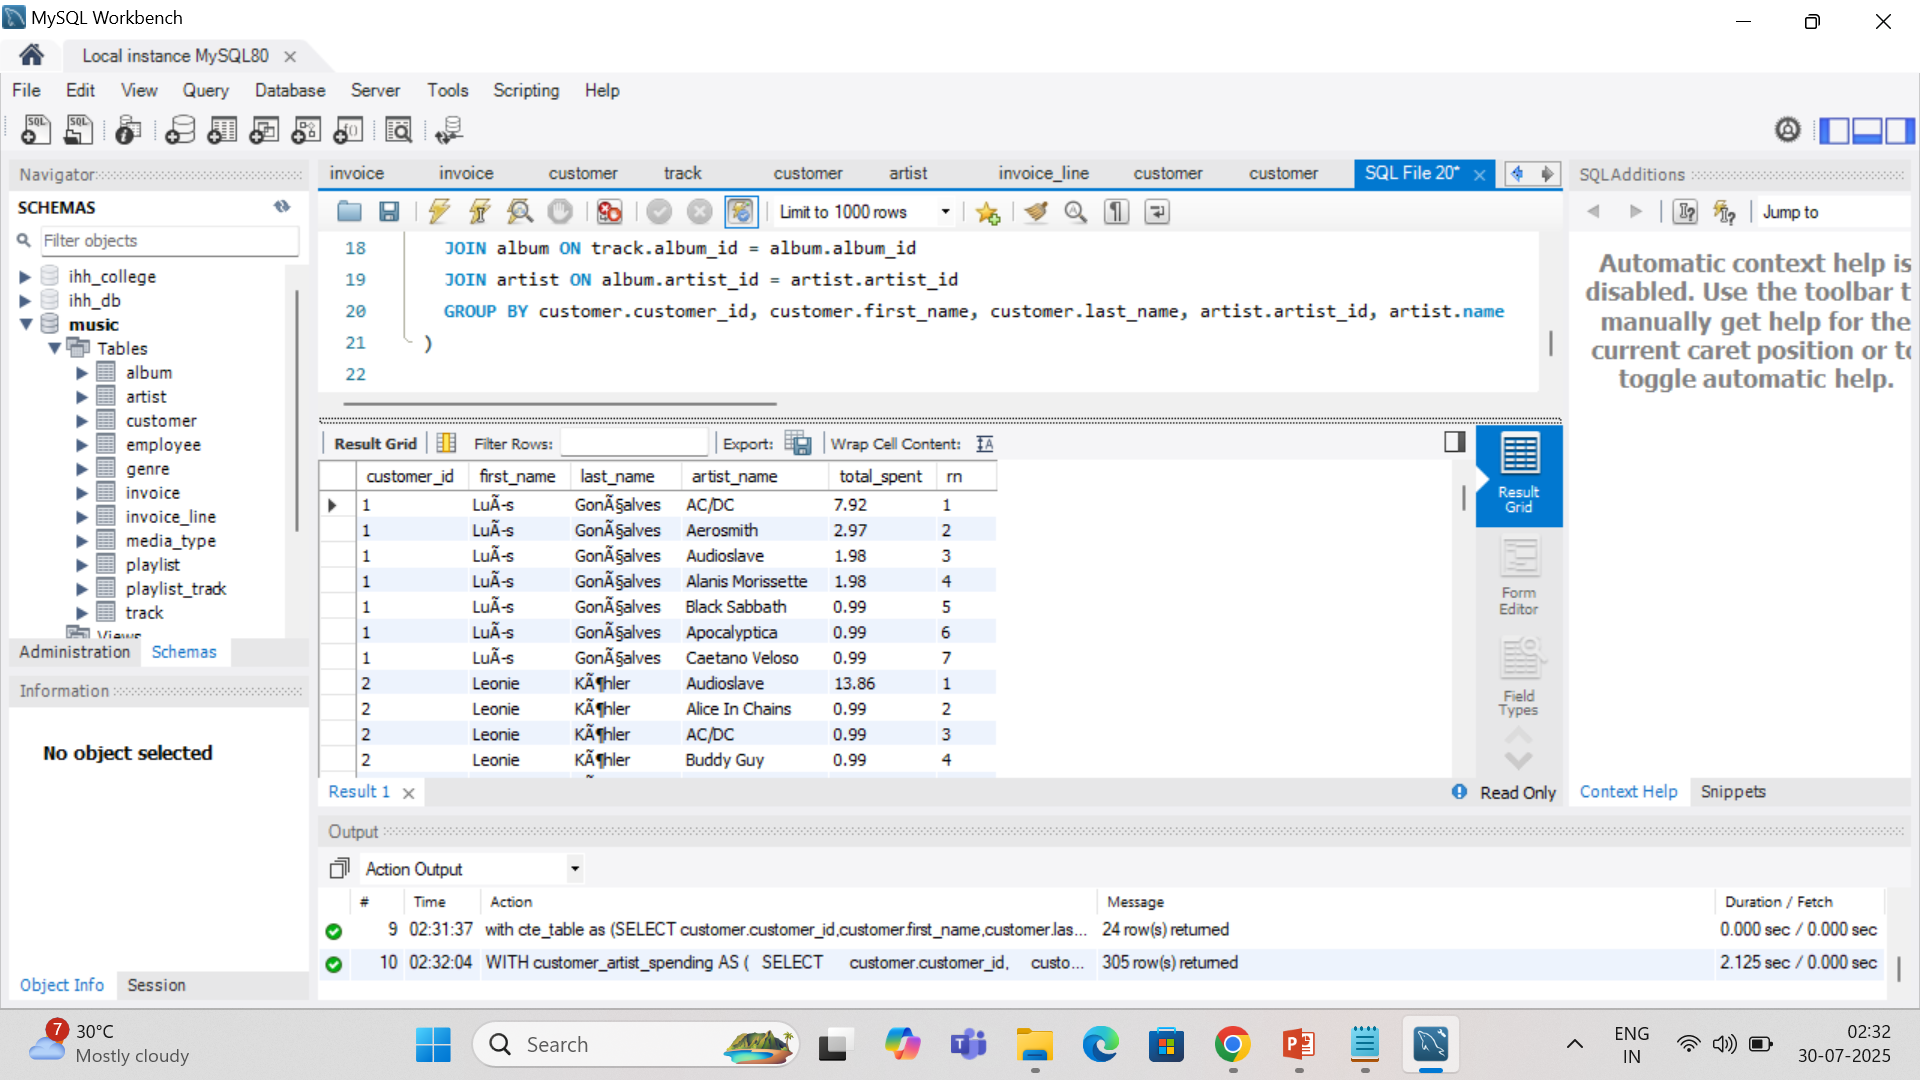 MySQL Workbench
Local instance MySQL80
File Edit View Query Database Server Tools Scripting Help
Navigator
SCHEMAS
Filter objects
ihh_college
ihh_db
music
Tables
album
artist
customer
employee
genre
invoice
invoice_line
media_type
playlist
playlist_track
track
Views
Administration Schemas
Information
No object selected
Object Info Session
invoice invoice customer track customer artist invoice_line customer customer SQL File 20*
Limit to 1000 rows
18 JOIN album ON track.album_id = album.album_id
19 JOIN artist ON album.artist_id = artist.artist_id
20 GROUP BY customer.customer_id, customer.first_name, customer.last_name, artist.artist_id, artist.name
21 )
22
Result Grid Filter Rows: Export: Wrap Cell Content:
customer_id first_name last_name artist_name total_spent rn
1 LuÃ-s GonÃ§alves AC/DC 7.92 1
1 LuÃ-s GonÃ§alves Aerosmith 2.97 2
1 LuÃ-s GonÃ§alves Audioslave 1.98 3
1 LuÃ-s GonÃ§alves Alanis Morissette 1.98 4
1 LuÃ-s GonÃ§alves Black Sabbath 0.99 5
1 LuÃ-s GonÃ§alves Apocalyptica 0.99 6
1 LuÃ-s GonÃ§alves Caetano Veloso 0.99 7
2 Leonie KÃ¶hler Audioslave 13.86 1
2 Leonie KÃ¶hler Alice In Chains 0.99 2
2 Leonie KÃ¶hler AC/DC 0.99 3
2 Leonie KÃ¶hler Buddy Guy 0.99 4
Result Grid
Form Editor
Field Types
Result 1
Read Only
SQLAdditions
Jump to
Automatic context help is
disabled. Use the toolbar t
manually get help for the
current caret position or to
toggle automatic help.
Context Help Snippets
Output
Action Output
# Time Action Message Duration / Fetch
9 02:31:37 with cte_table as (SELECT customer.customer_id,customer.first_name,customer.las... 24 row(s) returned 0.000 sec / 0.000 sec
10 02:32:04 WITH customer_artist_spending AS ( SELECT customer.customer_id, custo... 305 row(s) returned 2.125 sec / 0.000 sec
7
30°C
Mostly cloudy
Search
ENG
IN
02:32
30-07-2025